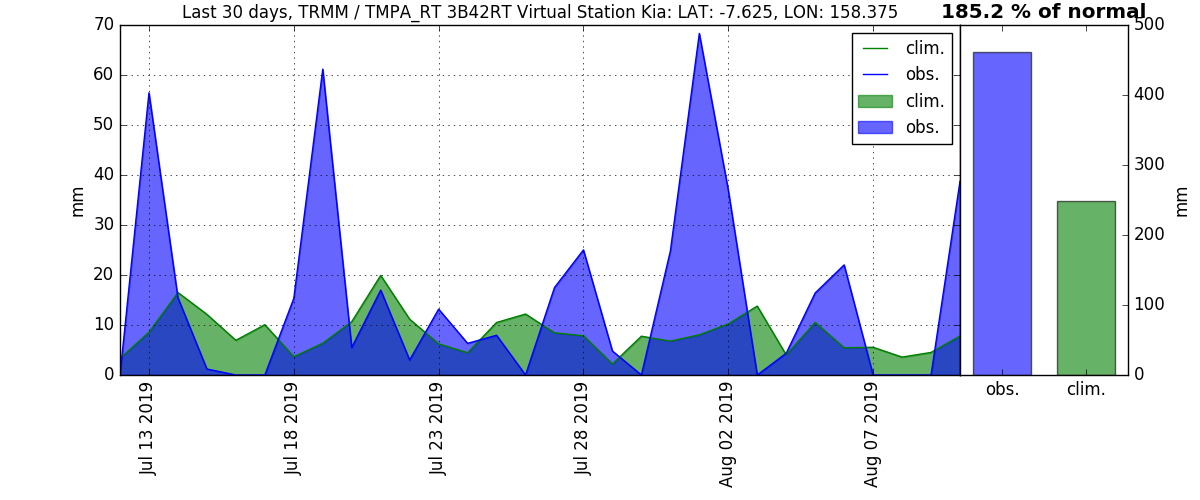 Last 30 days, TRMM / TMPA_RT 3B42RT Virtual Station Kia: LAT: -7.625, LON: 158.375
185.2 % of normal
70
60
50
40
30
20
10
0
mm
clim.
obs.
clim.
obs.
Jul 13 2019
Jul 18 2019
Jul 23 2019
Jul 28 2019
Aug 02 2019
Aug 07 2019
500
400
300
200
100
0
mm
obs.
clim.